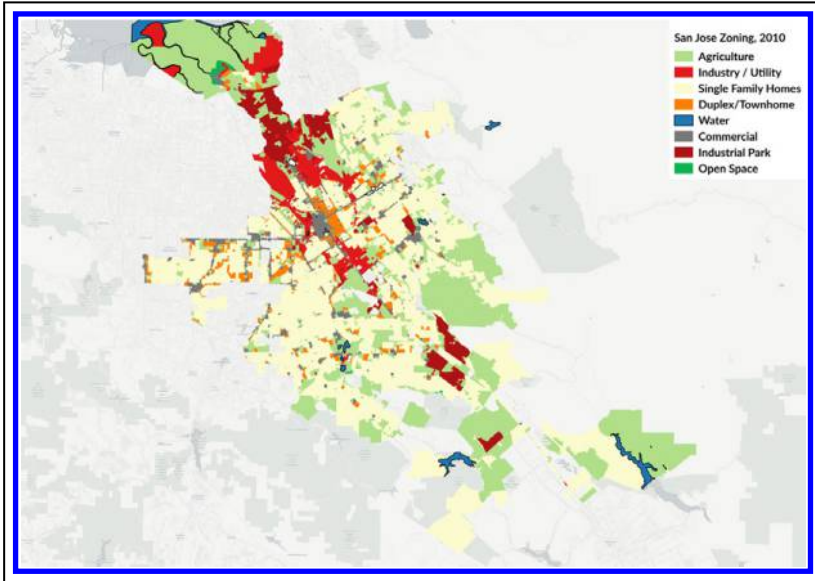 San Jose Zoning, 2010
Agriculture
Industry / Utility
Single Family Homes
Duplex/Townhome
Water
Commercial
Industrial Park
Open Space